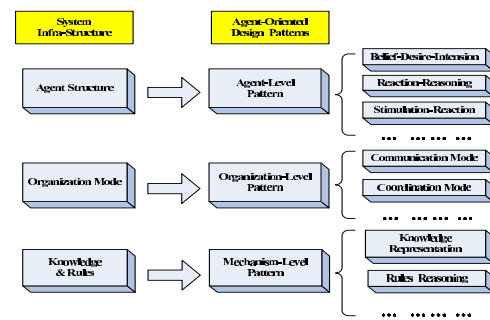 System
Infra-Structure
Agent-Oriented
Design Patterns
Agent Structure
Agent-Level
Pattern
Belief-Desire-Intension
Reaction-Reasoning
Stimulation-Reaction
... ... ... ...
Organization Mode
Organization-Level
Pattern
Communication Mode
Coordination Mode
... ... ... ...
Knowledge
& Rules
Mechanism-Level
Pattern
Knowledge
Representation
Rules Reasoning
... ... ... ...